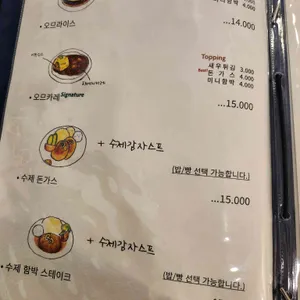 4.000
...14.000
• 오므라이스
Topping
새우튀김 3.000
Best 돈가스 4.000
미니함박 4.000
• 오므카레 Signature
...15.000
+ 수제감자스프
(밥/빵 선택 가능합니다.)
• 수제 돈가스
...15.000
+ 수제감자스프
(밥/빵 선택 가능합니다.)
• 수제 함박 스테이크